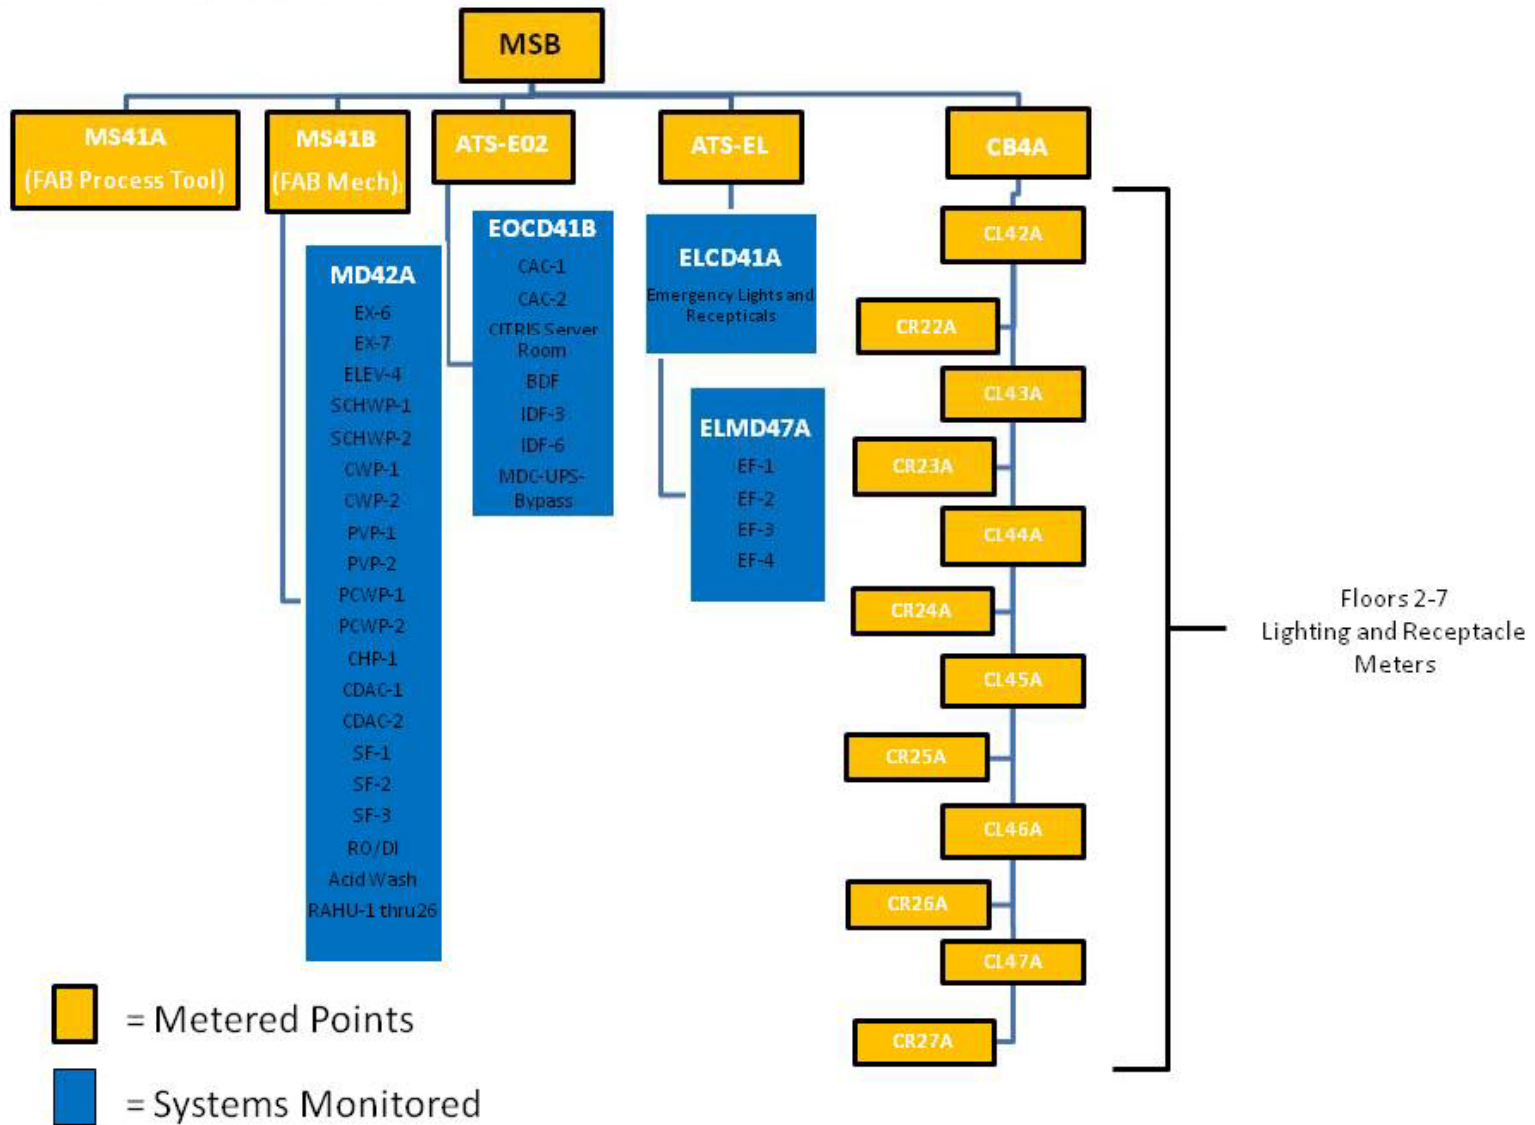 MSB
MS41A
(FAB Process Tool)
MS41B
(FAB Mech)
ATS-E02
ATS-EL
CB4A
MD42A
EX-6
EX-7
ELEV-4
SCHWP-1
SCHWP-2
CWP-1
CWP-2
PVP-1
PVP-2
PCWP-1
PCWP-2
CHP-1
CDAC-1
CDAC-2
SF-1
SF-2
SF-3
RO/DI
Acid Wash
RAHU-1 thru26
EOCD41B
CAC-1
CAC-2
CITRIS Server
Room
BDF
IDF-3
IDF-6
MDC-UPS-
Bypass
ELCD41A
Emergency Lights and
Recepticals
ELMD47A
EF-1
EF-2
EF-3
EF-4
CL42A
CR22A
CL43A
CR23A
CL44A
CR24A
CL45A
CR25A
CL46A
CR26A
CL47A
CR27A
Floors 2-7
Lighting and Receptacle
Meters
= Metered Points
= Systems Monitored